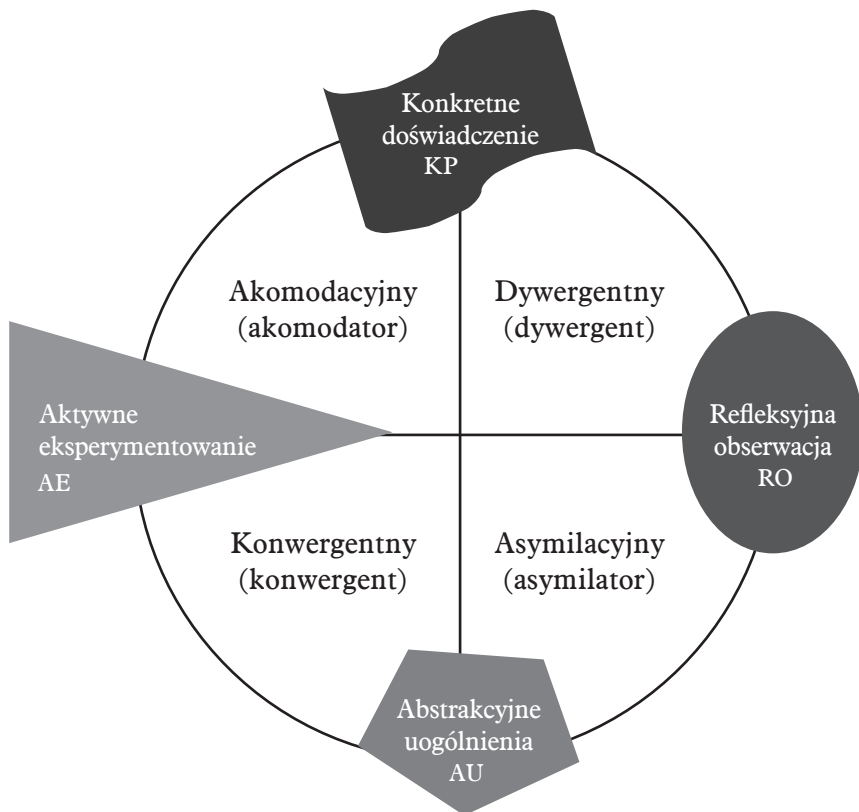 Konkretne
doświadczenie
KP
Akomodacyjny
(akomodator)
Dywergentny
(dywergent)
Aktywne
eksperymentowanie
AE
Refleksyjna
obserwacja
RO
Konwergentny
(konwergent)
Asymilacyjny
(asymilator)
Abstrakcyjne
uogólnienia
AU